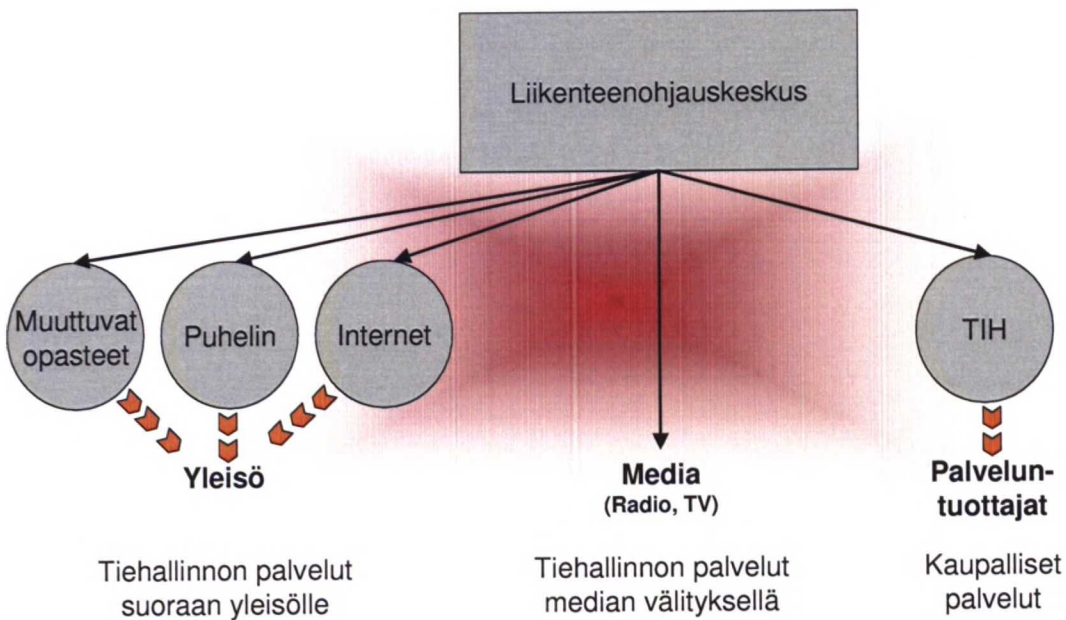 Liikenteenohjauskeskus
Muuttuvat
opasteet
Puhelin
Internet
TIH
Yleisö
Media
(Radio, TV)
Palvelun-
tuottajat
Tiehallinnon palvelut
suoraan yleisölle
Tiehallinnon palvelut
median välityksellä
Kaupalliset
palvelut